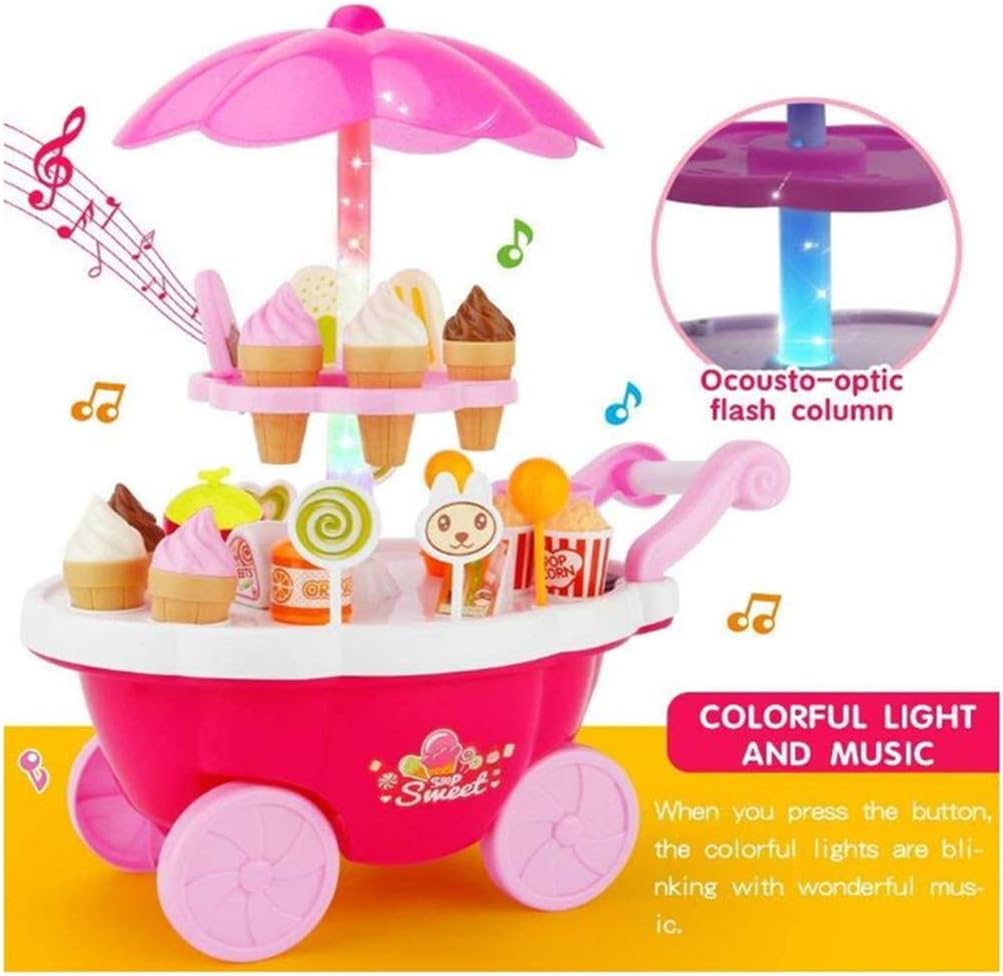 Ocousto-optic
flash column
POP
CORN
COLORFUL LIGHT
AND MUSIC
Sweet
When you press the button,
the colorful lights are bli-
nking with wonderful mus-
ic.